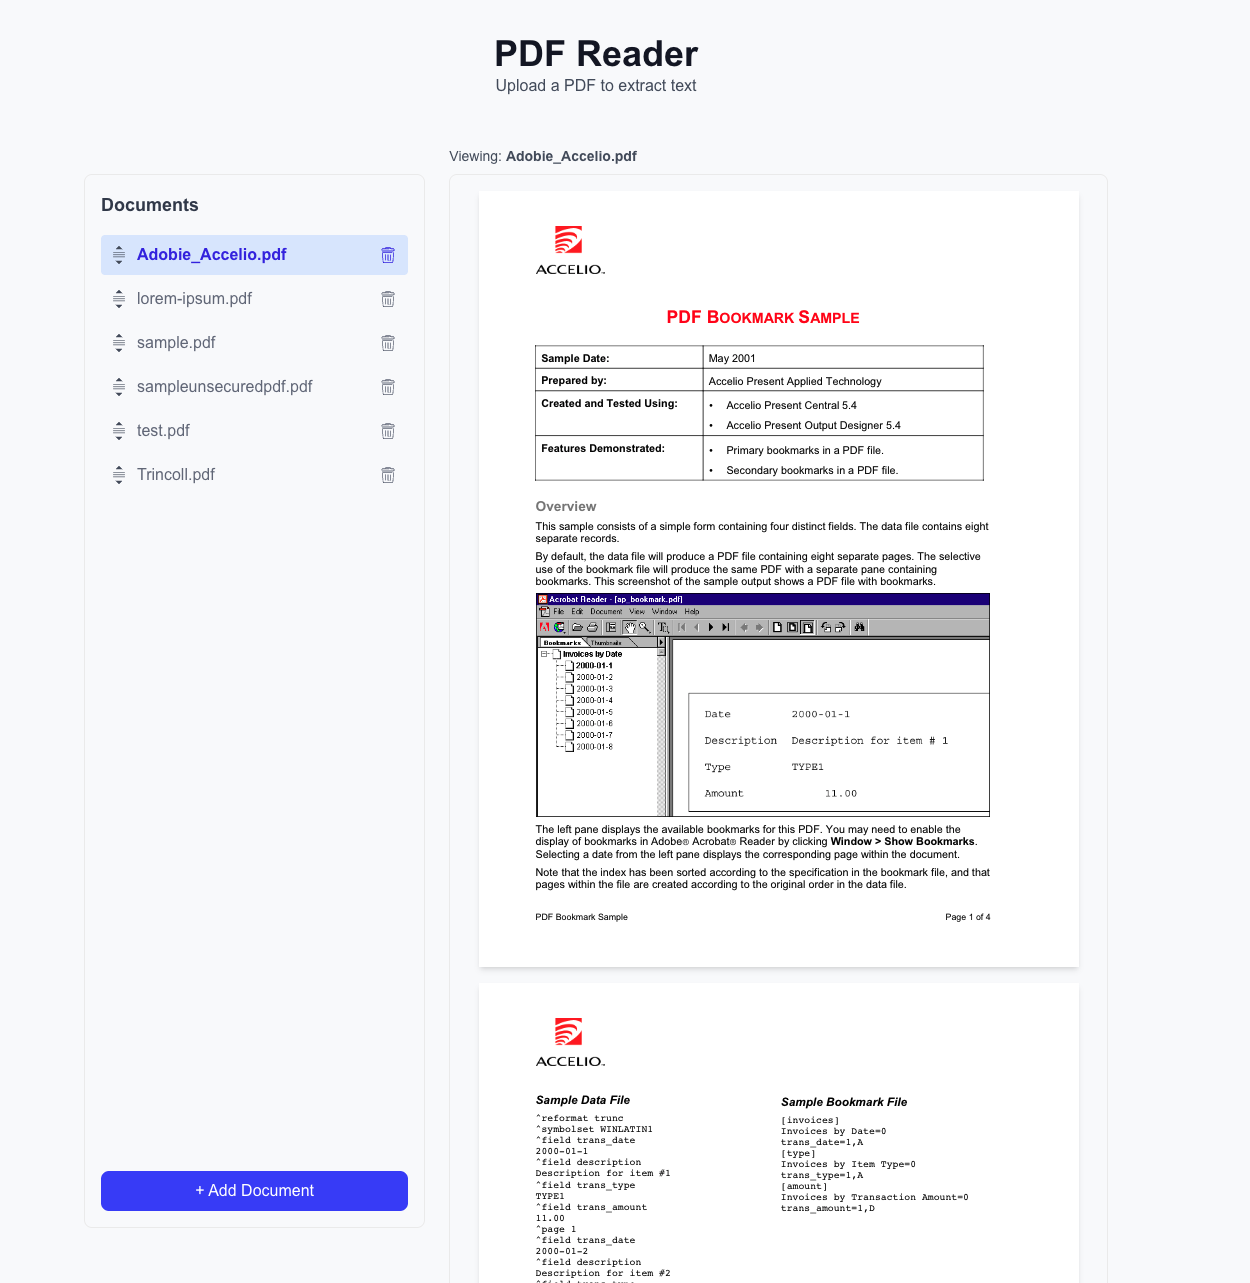 PDF Reader
Upload a PDF to extract text
Viewing: Adobie_Accelio.pdf
Documents
Adobie_Accelio.pdf
lorem-ipsum.pdf
sample.pdf
sampleunsecuredpdf.pdf
test.pdf
Trincoll.pdf
+ Add Document
ACCELIO™
PDF BOOKMARK SAMPLE
Sample Date: May 2001
Prepared by: Accelio Present Applied Technology
Created and Tested Using: • Accelio Present Central 5.4
• Accelio Present Output Designer 5.4
Features Demonstrated: • Primary bookmarks in a PDF file.
• Secondary bookmarks in a PDF file.
Overview
This sample consists of a simple form containing four distinct fields. The data file contains eight
separate records.
By default, the data file will produce a PDF file containing eight separate pages. The selective
use of the bookmark file will produce the same PDF with a separate pane containing
bookmarks. This screenshot of the sample output shows a PDF file with bookmarks.
Acrobat Reader - [ap_bookmark.pdf]
File Edit Document View Window Help
Bookmarks Thumbnails
Invoices by Date
2000-01-1
2000-01-2
2000-01-3
2000-01-4
2000-01-5
2000-01-6
2000-01-7
2000-01-8
Date 2000-01-1
Description Description for item # 1
Type TYPE1
Amount 11.00
The left pane displays the available bookmarks for this PDF. You may need to enable the
display of bookmarks in Adobe® Acrobat® Reader by clicking Window > Show Bookmarks.
Selecting a date from the left pane displays the corresponding page within the document.
Note that the index has been sorted according to the specification in the bookmark file, and that
pages within the file are created according to the original order in the data file.
PDF Bookmark Sample Page 1 of 4
ACCELIO™
Sample Data File
^reformat trunc
^symbolset WINLATIN1
^field trans_date
2000-01-1
^field description
Description for item #1
^field trans_type
TYPE1
^field trans_amount
11.00
^page 1
^field trans_date
2000-01-2
^field description
Description for item #2
^field trans_type
Sample Bookmark File
[invoices]
Invoices by Date=0
trans_date=1,A
[type]
Invoices by Item Type=0
trans_type=1,A
[amount]
Invoices by Transaction Amount=0
trans_amount=1,D